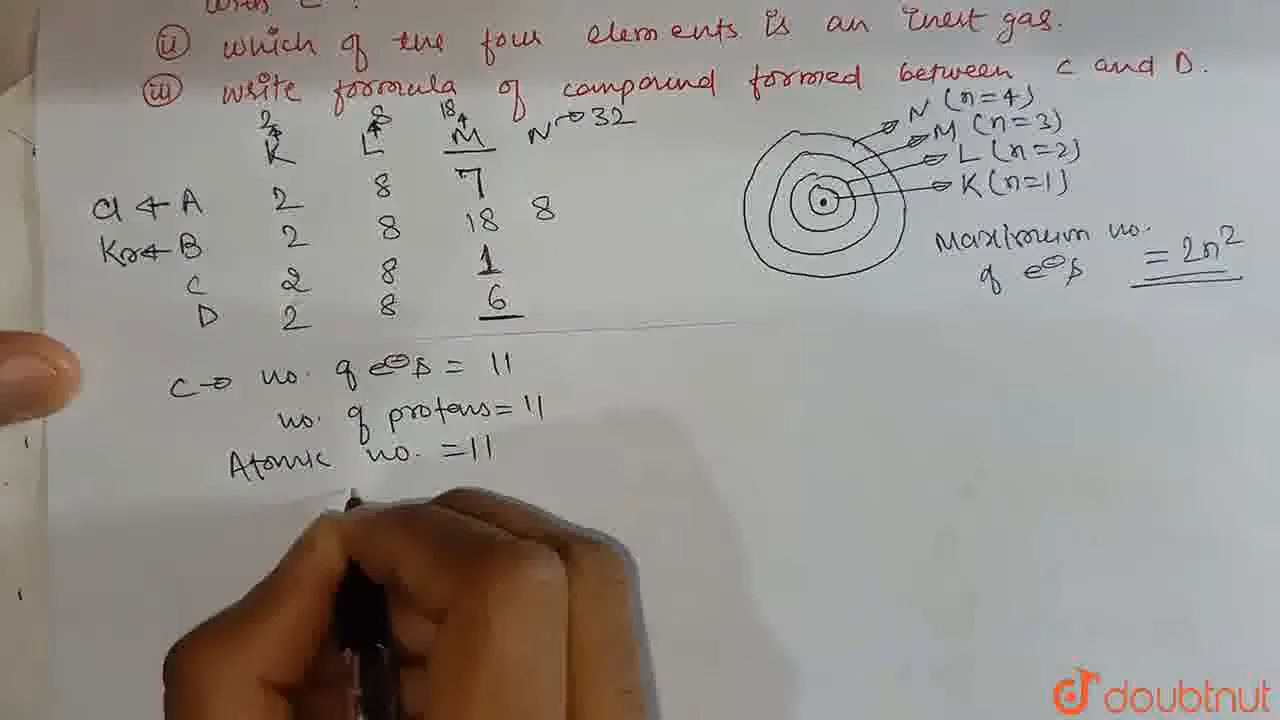 with C ?
(ii) which of the four elements is an inert gas.
(iii) write formula of compound formed between C and D.
2 8 18
K L M N → 32
Cl ← A 2 8 7
Kr ← B 2 8 18 8
C 2 8 1
D 2 8 6
N (n=4)
M (n=3)
L (n=2)
K (n=1)
Maximum no.
of e⊖s = 2n²
C → no. of e⊖s = 11
no. of protons = 11
Atomic no. = 11
doubtnut